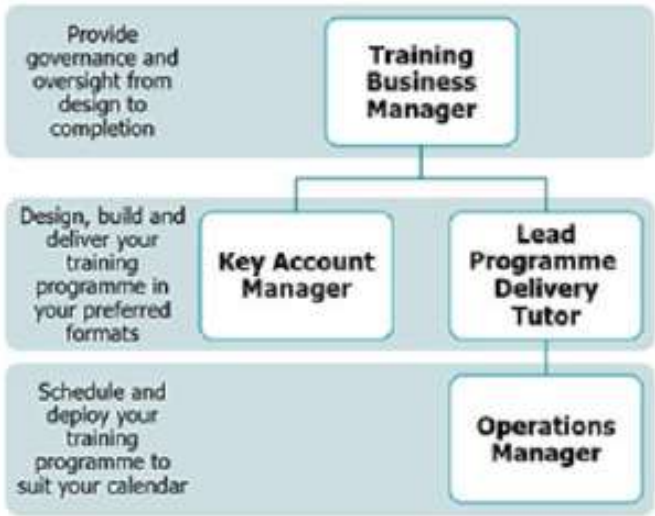 Provide
governance and
oversight from
design to
completion
Training
Business
Manager
Design, build and
deliver your
training
programme in
your preferred
formats
Key Account
Manager
Lead
Programme
Delivery
Tutor
Schedule and
deploy your
training
programme to
suit your calendar
Operations
Manager